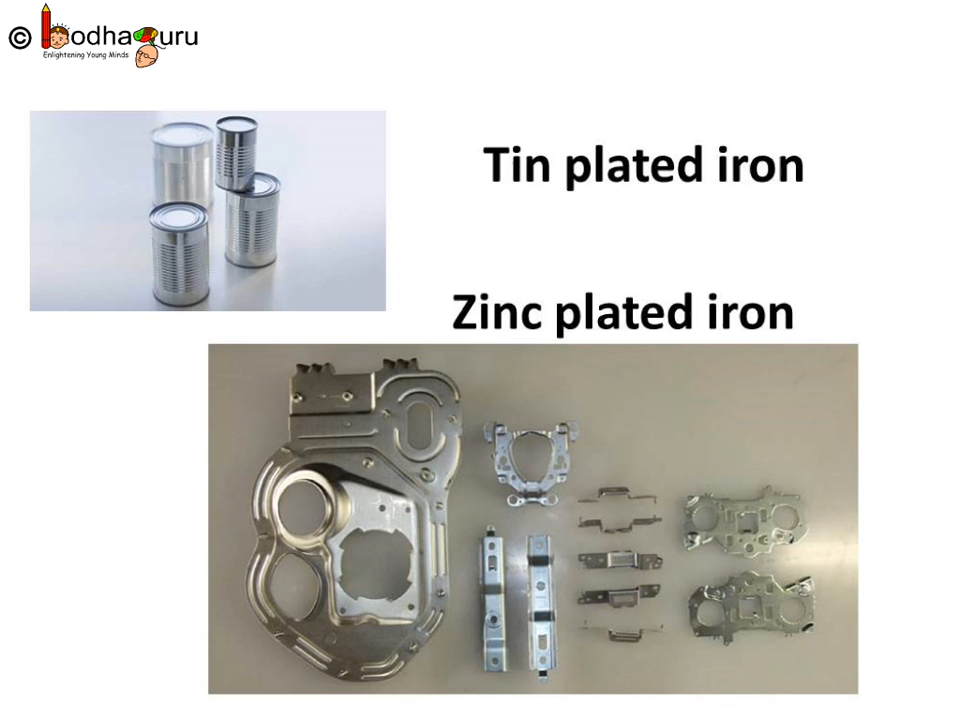 © bodhaguru
Enlightening Young Minds
Tin plated iron
Zinc plated iron